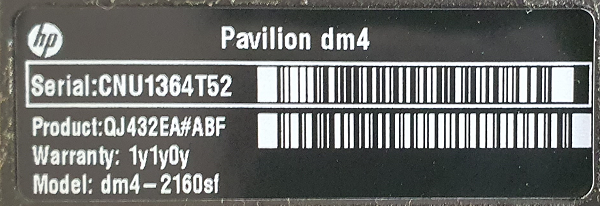 hp
Pavilion dm4
Serial:CNU1364T52
Product:QJ432EA#ABF
Warranty: 1y1y0y
Model: dm4-2160sf